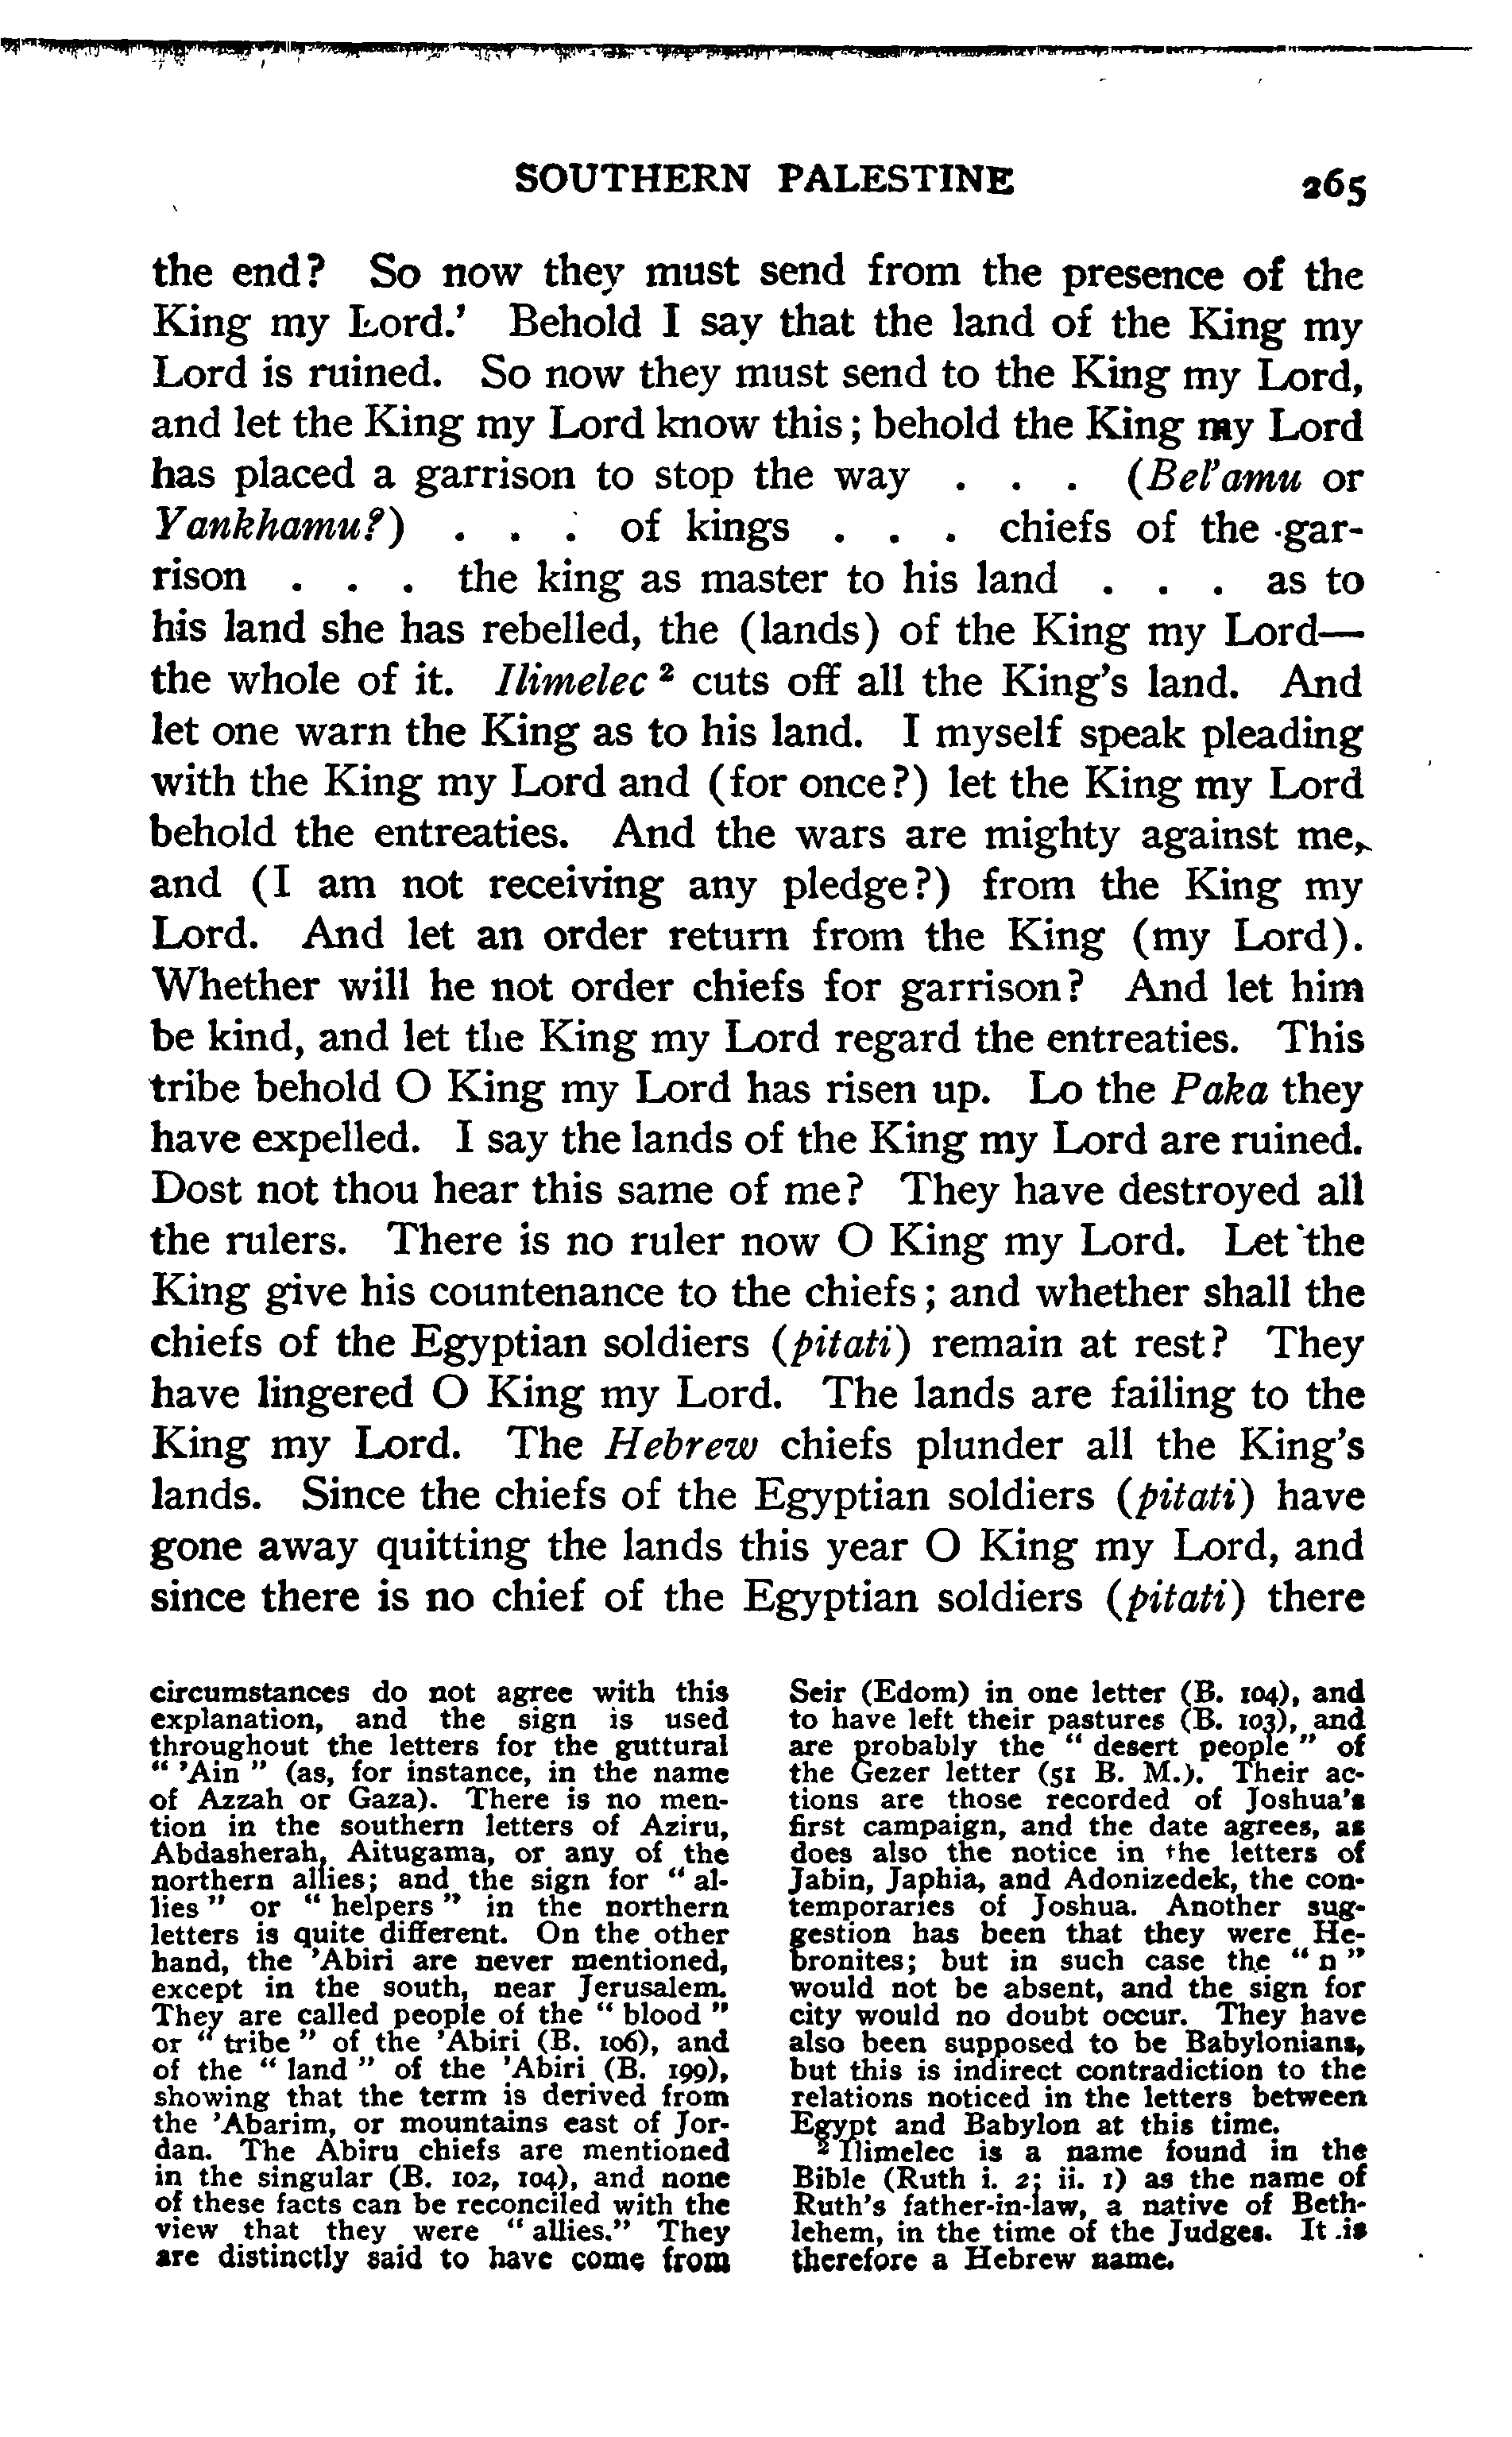 SOUTHERN PALESTINE 265
the end? So now they must send from the presence of the
King my Lord.’ Behold I say that the land of the King my
Lord is ruined. So now they must send to the King my Lord,
and let the King my Lord know this; behold the King my Lord
has placed a garrison to stop the way . . . (Bel’amu or
Yankhamu?) . . . of kings . . . chiefs of the gar-
rison . . . the king as master to his land . . . as to
his land she has rebelled, the (lands) of the King my Lord—
the whole of it. Ilimelec ² cuts off all the King’s land. And
let one warn the King as to his land. I myself speak pleading
with the King my Lord and (for once?) let the King my Lord
behold the entreaties. And the wars are mighty against me,
and (I am not receiving any pledge?) from the King my
Lord. And let an order return from the King (my Lord).
Whether will he not order chiefs for garrison? And let him
be kind, and let the King my Lord regard the entreaties. This
tribe behold O King my Lord has risen up. Lo the Paka they
have expelled. I say the lands of the King my Lord are ruined.
Dost not thou hear this same of me? They have destroyed all
the rulers. There is no ruler now O King my Lord. Let the
King give his countenance to the chiefs; and whether shall the
chiefs of the Egyptian soldiers (pitati) remain at rest? They
have lingered O King my Lord. The lands are failing to the
King my Lord. The Hebrew chiefs plunder all the King’s
lands. Since the chiefs of the Egyptian soldiers (pitati) have
gone away quitting the lands this year O King my Lord, and
since there is no chief of the Egyptian soldiers (pitati) there
circumstances do not agree with this
explanation, and the sign is used
throughout the letters for the guttural
“ ’Ain ” (as, for instance, in the name
of Azzah or Gaza). There is no men-
tion in the southern letters of Aziru,
Abdasherah, Aitugama, or any of the
northern allies; and the sign for “ al-
lies ” or “ helpers ” in the northern
letters is quite different. On the other
hand, the ’Abiri are never mentioned,
except in the south, near Jerusalem.
They are called people of the “ blood ”
or “ tribe ” of the ’Abiri (B. 106), and
of the “ land ” of the ’Abiri (B. 199),
showing that the term is derived from
the ’Abarim, or mountains east of Jor-
dan. The Abiru chiefs are mentioned
in the singular (B. 102, 104), and none
of these facts can be reconciled with the
view that they were “ allies.” They
are distinctly said to have come from
Seir (Edom) in one letter (B. 104), and
to have left their pastures (B. 103), and
are probably the “ desert people ” of
the Gezer letter (51 B. M.). Their ac-
tions are those recorded of Joshua’s
first campaign, and the date agrees, as
does also the notice in the letters of
Jabin, Japhia, and Adonizedek, the con-
temporaries of Joshua. Another sug-
gestion has been that they were He-
bronites; but in such case the “ n ”
would not be absent, and the sign for
city would no doubt occur. They have
also been supposed to be Babylonians,
but this is indirect contradiction to the
relations noticed in the letters between
Egypt and Babylon at this time.
² Ilimelec is a name found in the
Bible (Ruth i. 2; ii. 1) as the name of
Ruth’s father-in-law, a native of Beth-
lehem, in the time of the Judges. It is
therefore a Hebrew name.